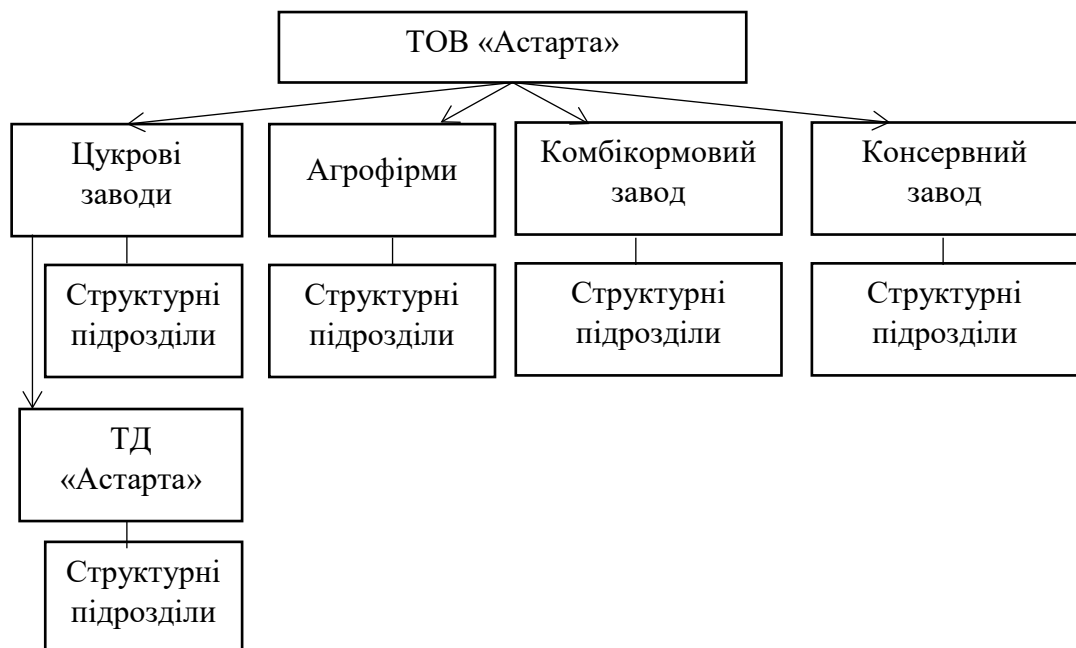 ТОВ «Астарта»
Цукрові
заводи
Агрофірми
Комбікормовий
завод
Консервний
завод
Структурні
підрозділи
Структурні
підрозділи
Структурні
підрозділи
Структурні
підрозділи
ТД
«Астарта»
Структурні
підрозділи